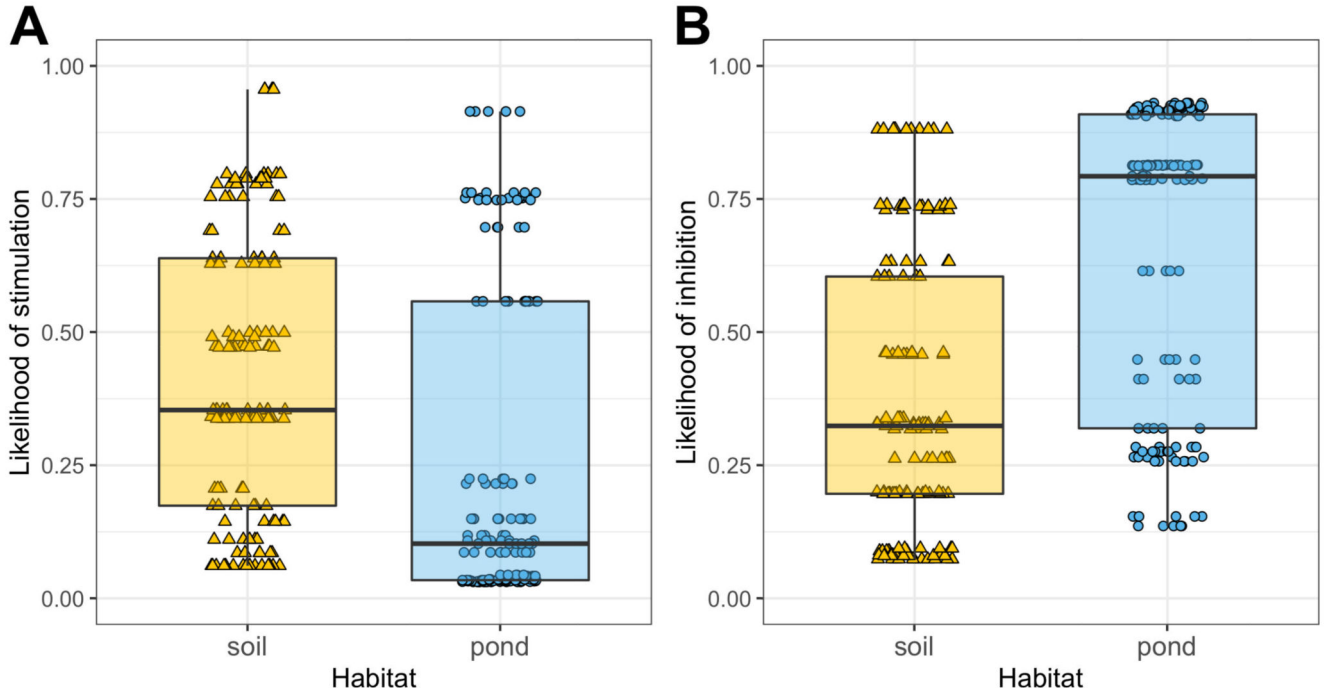 A
Likelihood of stimulation
1.00
0.75
0.50
0.25
0.00
soil pond
Habitat
B
Likelihood of inhibition
1.00
0.75
0.50
0.25
0.00
soil pond
Habitat